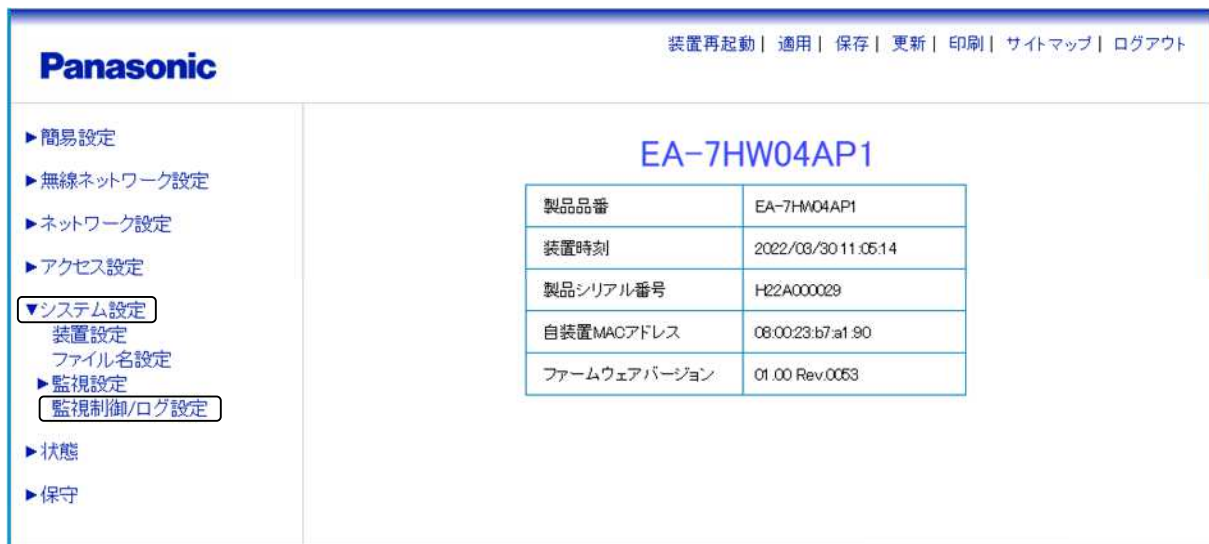 Panasonic
装置再起動| 適用| 保存| 更新| 印刷| サイトマップ| ログアウト
▶簡易設定
▶無線ネットワーク設定
▶ネットワーク設定
▶アクセス設定
▼システム設定
装置設定
ファイル名設定
▶監視設定
監視制御/ログ設定
▶状態
▶保守
EA-7HW04AP1
製品品番 EA-7HW04AP1
装置時刻 2022/03/30 11:05:14
製品シリアル番号 H22A000029
自装置MACアドレス 08:00:23:b7:a1:90
ファームウェアバージョン 01.00 Rev.0053